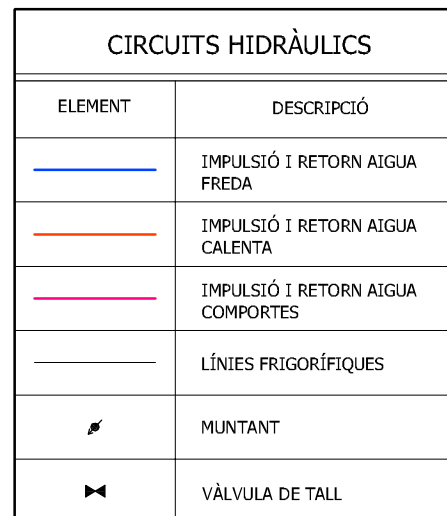 CIRCUITS HIDRÀULICS
ELEMENT
DESCRIPCIÓ
IMPULSIÓ I RETORN AIGUA
FREDA
IMPULSIÓ I RETORN AIGUA
CALENTA
IMPULSIÓ I RETORN AIGUA
COMPORTES
LÍNIES FRIGORÍFIQUES
MUNTANT
VÀLVULA DE TALL